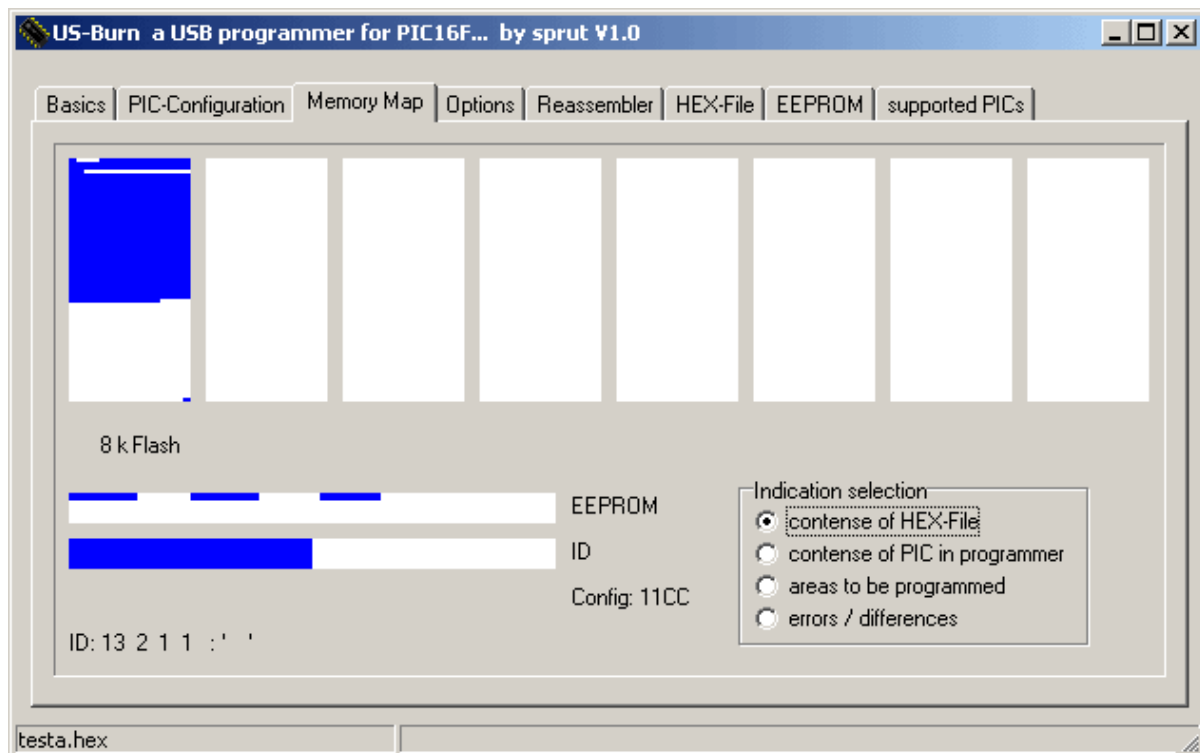 US-Burn a USB programmer for PIC16F... by sprut V1.0
Basics PIC-Configuration Memory Map Options Reassembler HEX-File EEPROM supported PICs
8 k Flash
EEPROM
ID
Config: 11CC
ID: 13 2 1 1 : ' '
Indication selection
contense of HEX-File
contense of PIC in programmer
areas to be programmed
errors / differences
testa.hex